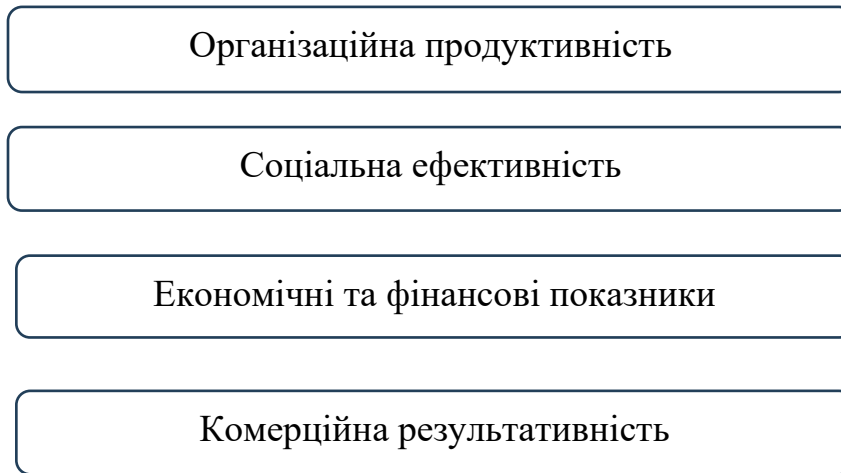 Організаційна продуктивність
Соціальна ефективність
Економічні та фінансові показники
Комерційна результативність